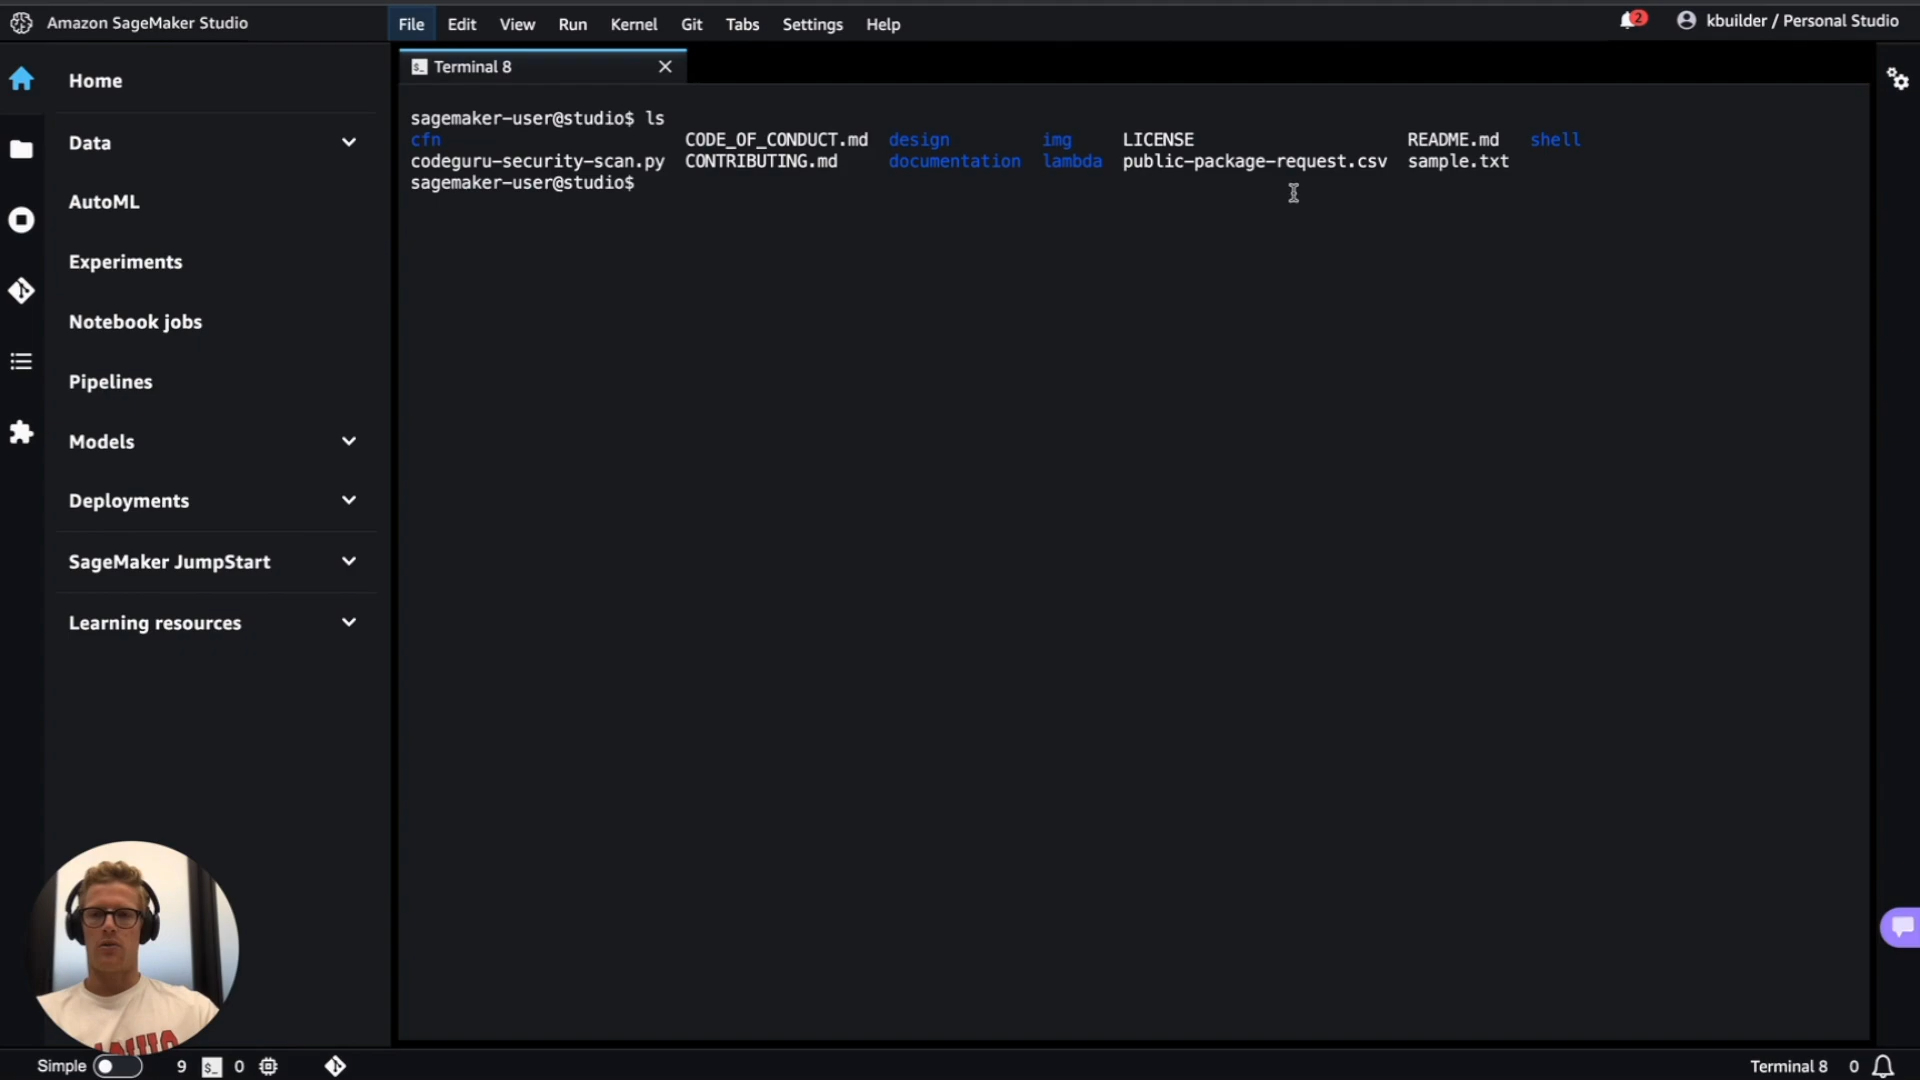 Amazon SageMaker Studio
File Edit View Run Kernel Git Tabs Settings Help
2
kbuilder / Personal Studio
Home
Data
AutoML
Experiments
Notebook jobs
Pipelines
Models
Deployments
SageMaker JumpStart
Learning resources
$_ Terminal 8
sagemaker-user@studio$ ls
cfn CODE_OF_CONDUCT.md design img LICENSE README.md shell
codeguru-security-scan.py CONTRIBUTING.md documentation lambda public-package-request.csv sample.txt
sagemaker-user@studio$
Simple 9 $_ 0
Terminal 8 0